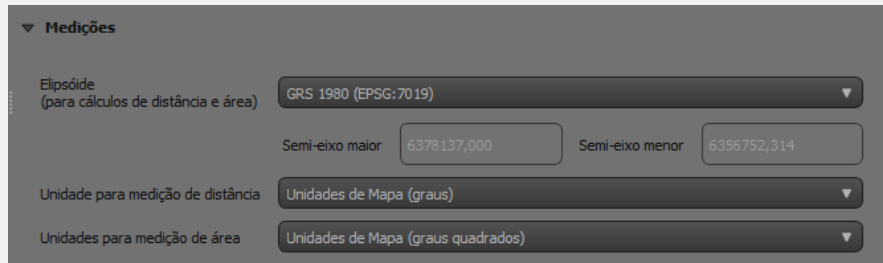 Medições
Elipsóide
(para cálculos de distância e área)
GRS 1980 (EPSG:7019)
Semi-eixo maior
6378137,000
Semi-eixo menor
6356752,314
Unidade para medição de distância
Unidades de Mapa (graus)
Unidades para medição de área
Unidades de Mapa (graus quadrados)